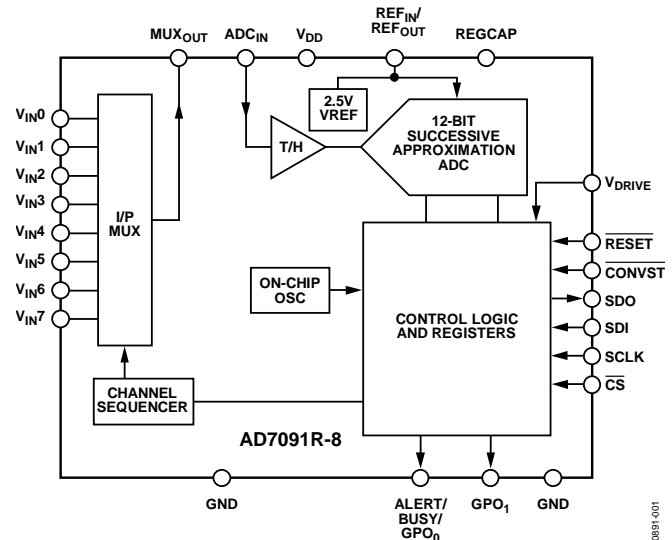 MUXOUT
ADCIN
VDD
REFIN/
REFOUT
REGCAP
VIN0
VIN1
VIN2
VIN3
VIN4
VIN5
VIN6
VIN7
I/P
MUX
2.5V
VREF
T/H
12-BIT
SUCCESSIVE
APPROXIMATION
ADC
VDRIVE
RESET
CONVST
SDO
SDI
SCLK
CS
ON-CHIP
OSC
CONTROL LOGIC
AND REGISTERS
CHANNEL
SEQUENCER
AD7091R-8
GND
ALERT/
BUSY/
GPO0
GPO1
GND
0891-001